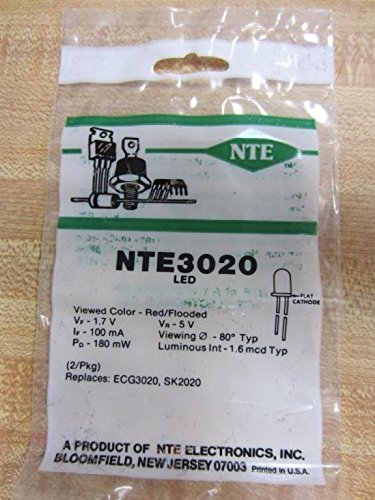 NTE
NTE3020
LED
FLAT
CATHODE
Viewed Color - Red/Flooded
VF - 1.7 V VR - 5 V
IF - 100 mA Viewing Ø - 80° Typ
PD - 180 mW Luminous Int - 1.6 mcd Typ
(2/Pkg)
Replaces: ECG3020, SK2020
A PRODUCT OF NTE ELECTRONICS, INC.
BLOOMFIELD, NEW JERSEY 07003 Printed in U.S.A.